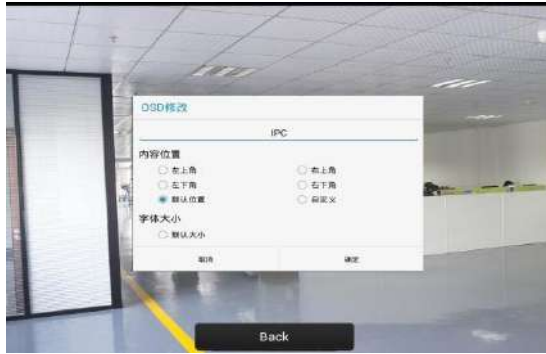 OSD修改
IPC
内容位置
左上角 右上角
左下角 右下角
默认位置 自定义
字体大小
默认大小
取消 确定
Back